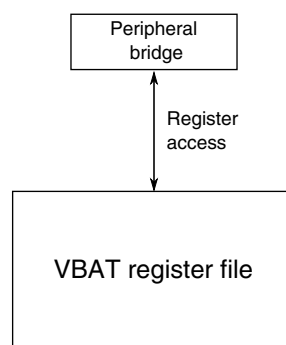 Peripheral
bridge
Register
access
VBAT register file